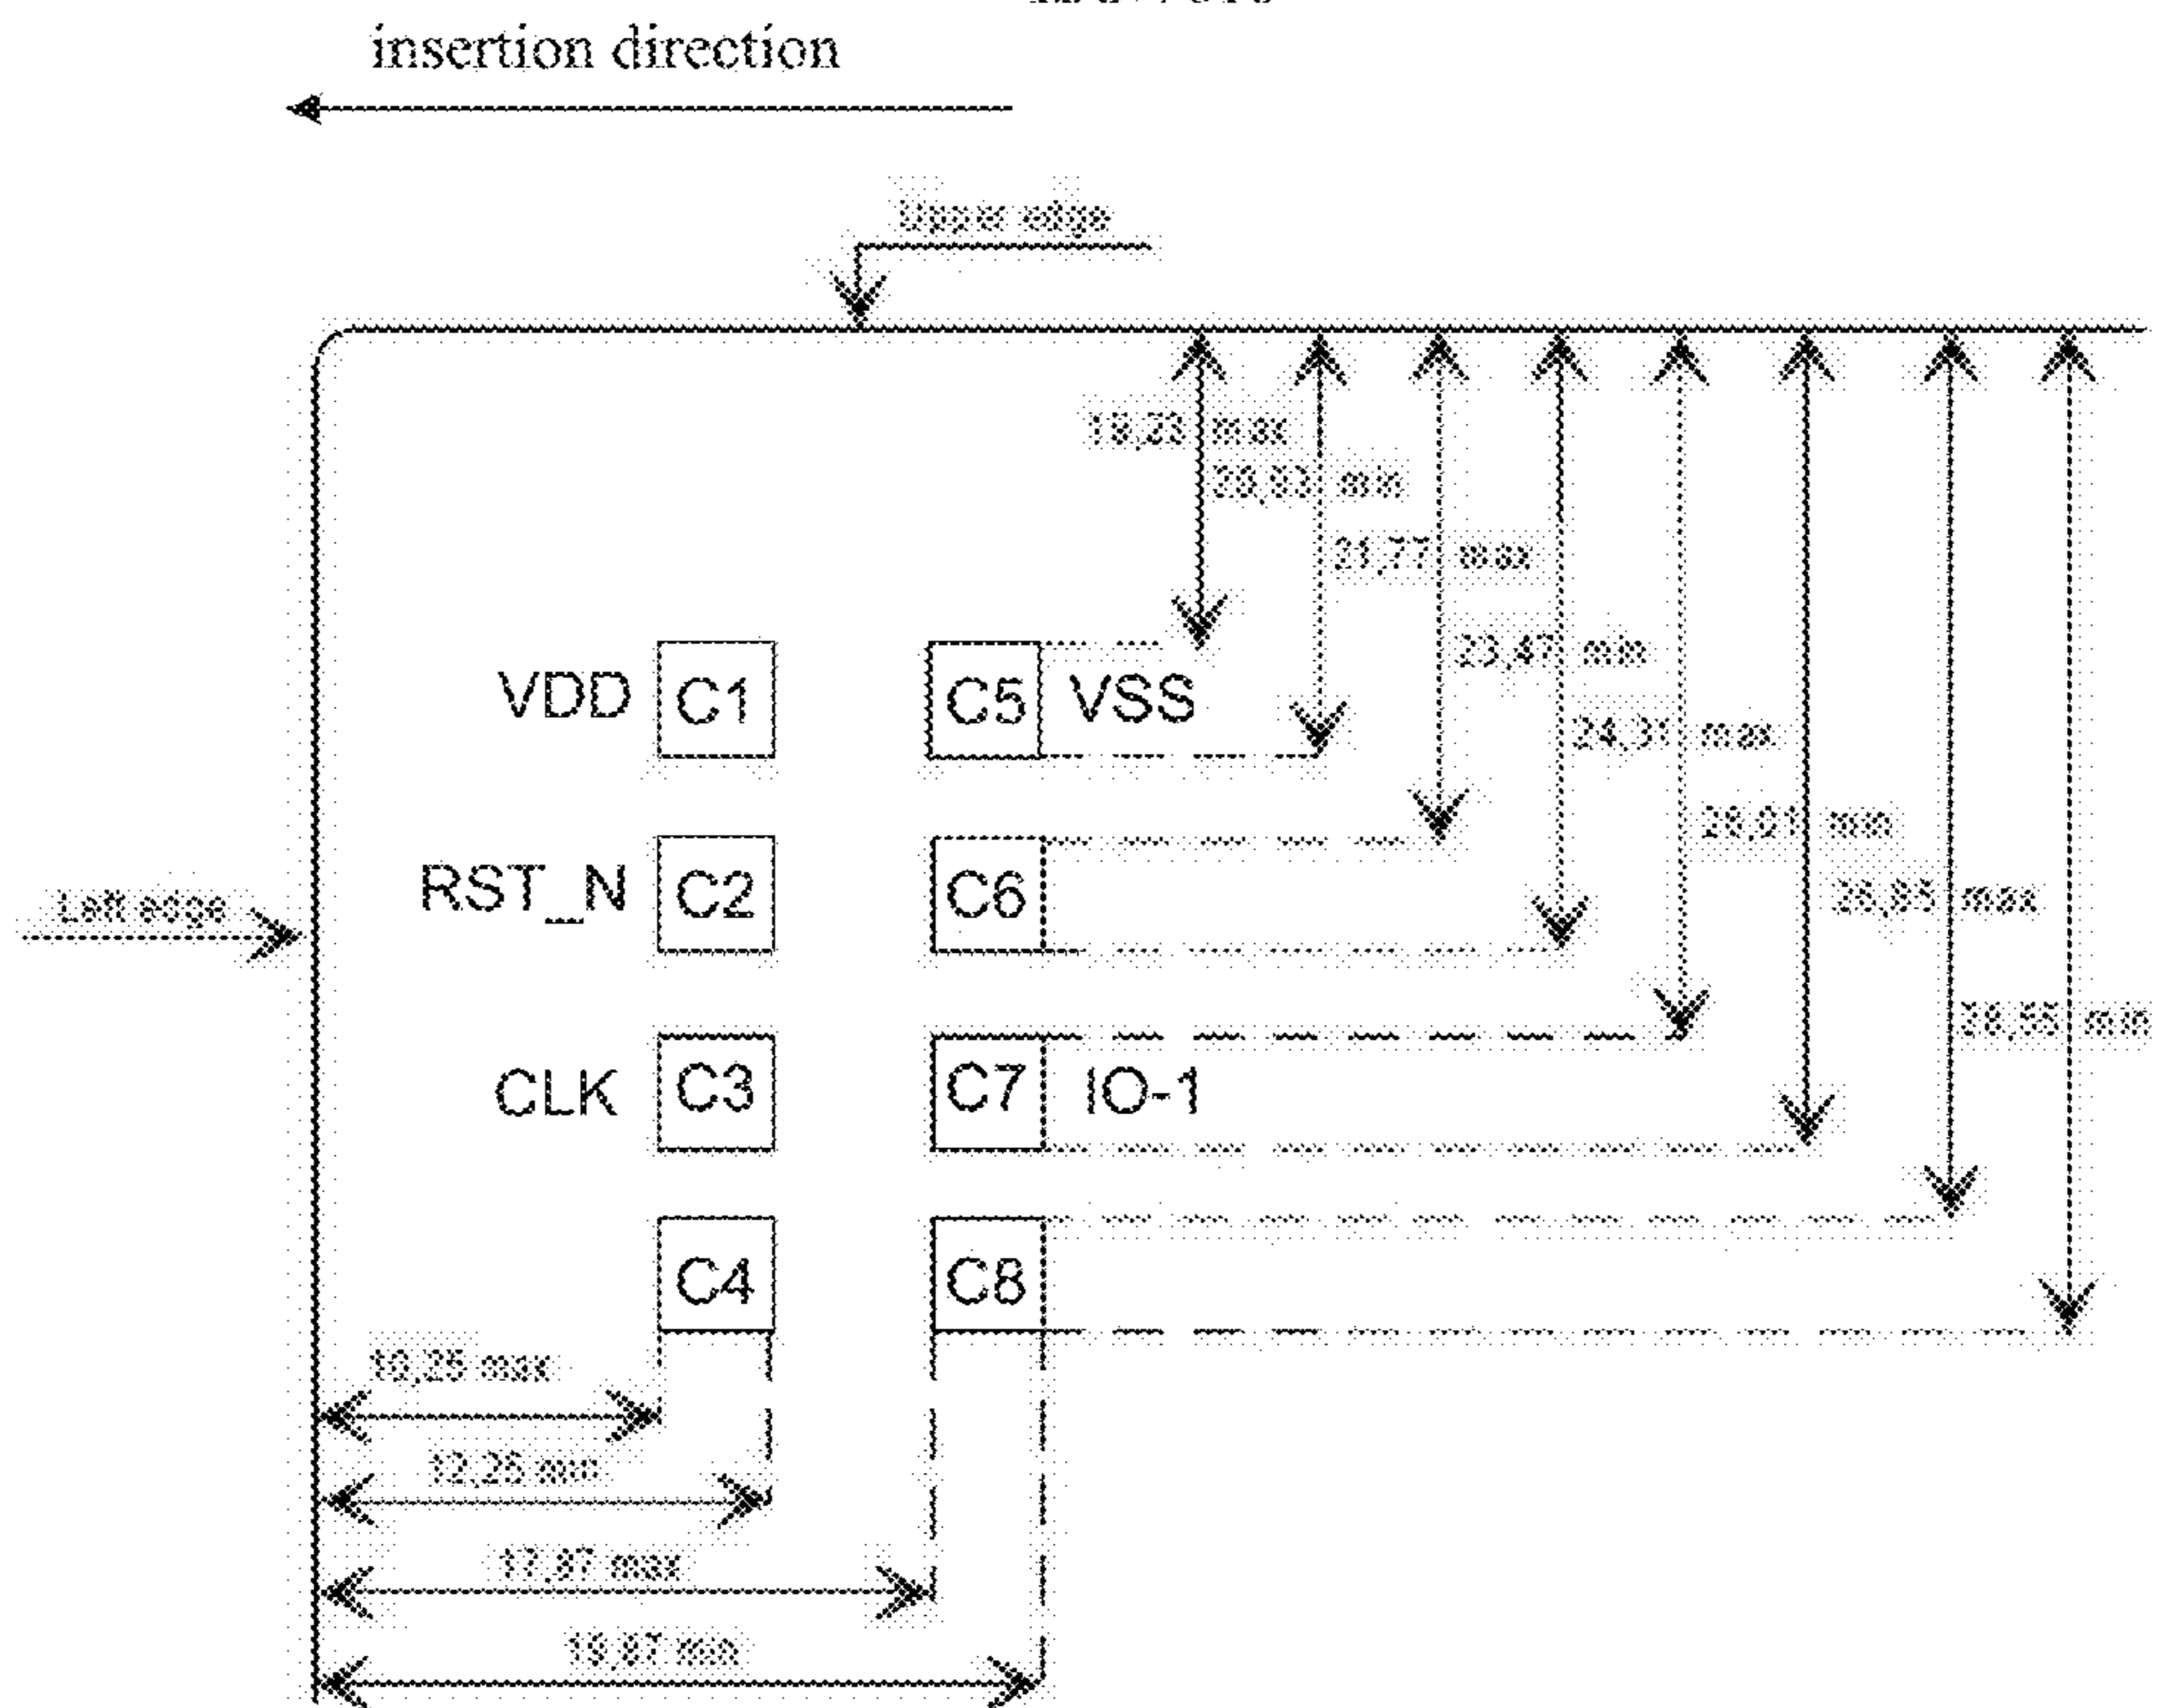 insertion direction
Upper edge
19,23 max
20,93 min
21,77 max
23,47 min
VDD C1 C5 VSS
24,31 max
26,01 min
RST_N C2 C6
Left edge
26,85 max
28,55 min
CLK C3 C7 IO-1
C4 C8
10,25 max
12,25 min
17,87 max
19,87 min